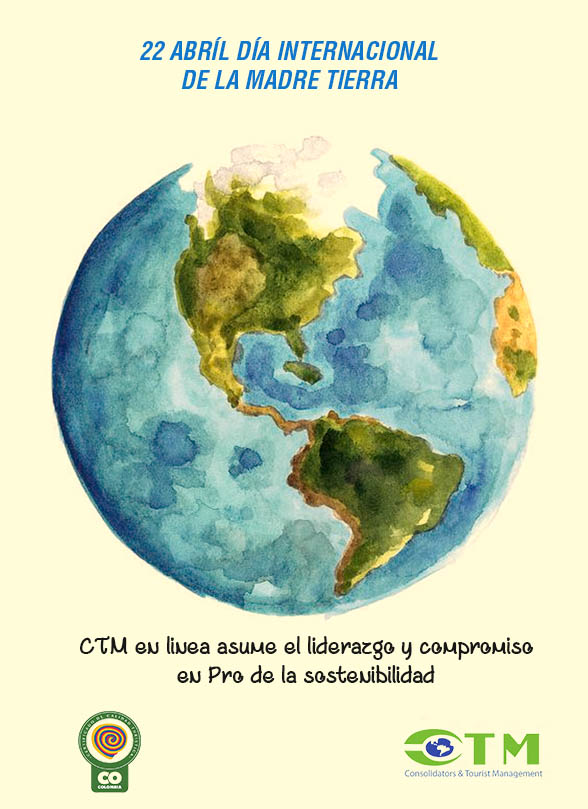 22 ABRÍL DÍA INTERNACIONAL
DE LA MADRE TIERRA
CTM en linea asume el liderazgo y compromiso
en Pro de la sostenibilidad
CO
COLOMBIA
CTM
Consolidators & Tourist Management